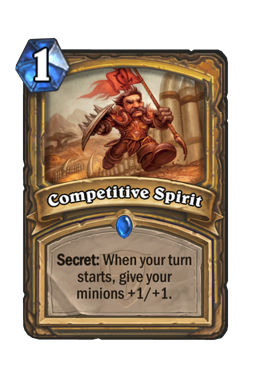 1
Competitive Spirit
Secret: When your turn
starts, give your
minions +1/+1.